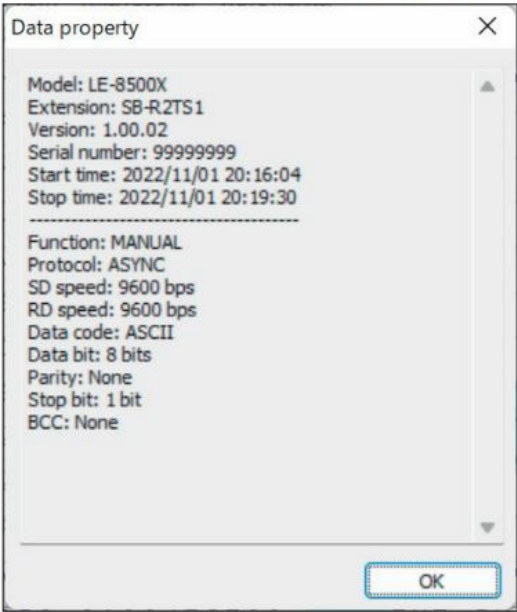 Data property
Model: LE-8500X
Extension: SB-R2TS1
Version: 1.00.02
Serial number: 99999999
Start time: 2022/11/01 20:16:04
Stop time: 2022/11/01 20:19:30
---------------------------------------
Function: MANUAL
Protocol: ASYNC
SD speed: 9600 bps
RD speed: 9600 bps
Data code: ASCII
Data bit: 8 bits
Parity: None
Stop bit: 1 bit
BCC: None
OK